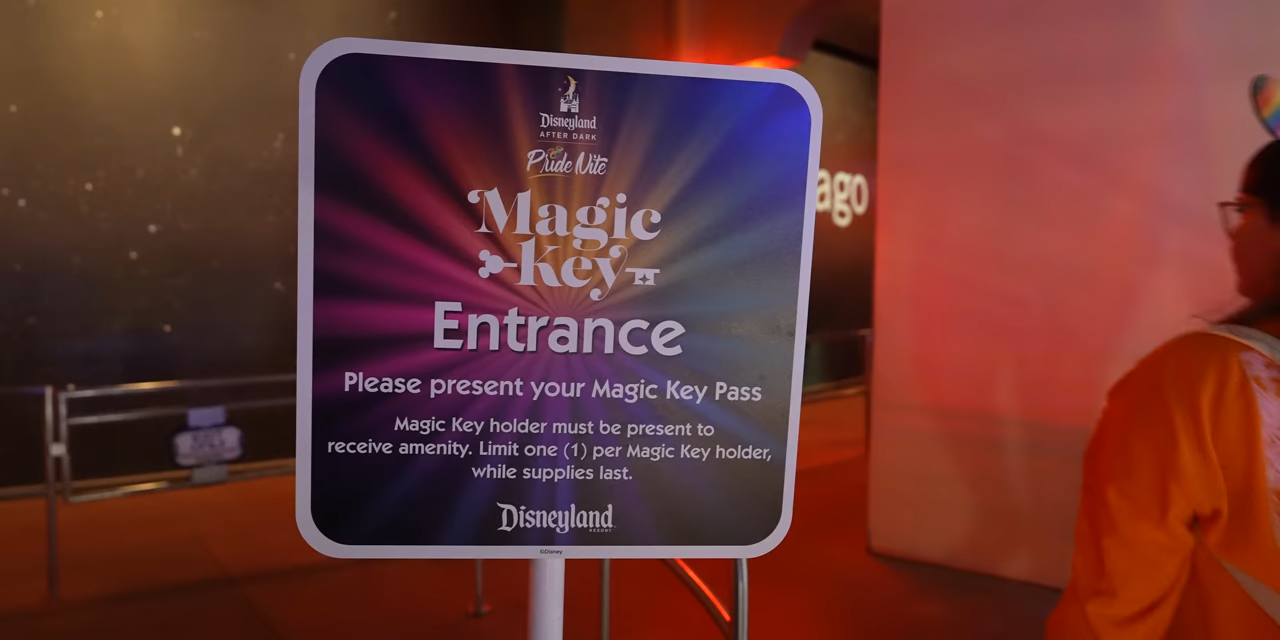 Disneyland
AFTER DARK
Pride Nite
Magic
Key
Entrance
Please present your Magic Key Pass
Magic Key holder must be present to
receive amenity. Limit one (1) per Magic Key holder,
while supplies last.
Disneyland
RESORT
©Disney
ago